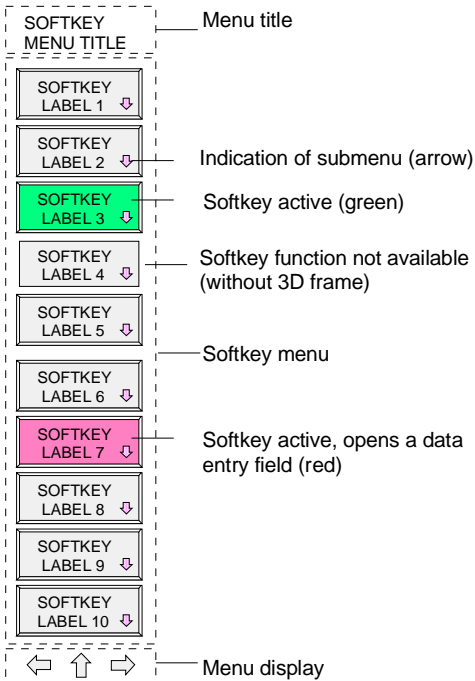 SOFTKEY
MENU TITLE
Menu title
SOFTKEY
LABEL 1
SOFTKEY
LABEL 2
Indication of submenu (arrow)
SOFTKEY
LABEL 3
Softkey active (green)
SOFTKEY
LABEL 4
Softkey function not available
(without 3D frame)
SOFTKEY
LABEL 5
Softkey menu
SOFTKEY
LABEL 6
SOFTKEY
LABEL 7
Softkey active, opens a data
entry field (red)
SOFTKEY
LABEL 8
SOFTKEY
LABEL 9
SOFTKEY
LABEL 10
Menu display